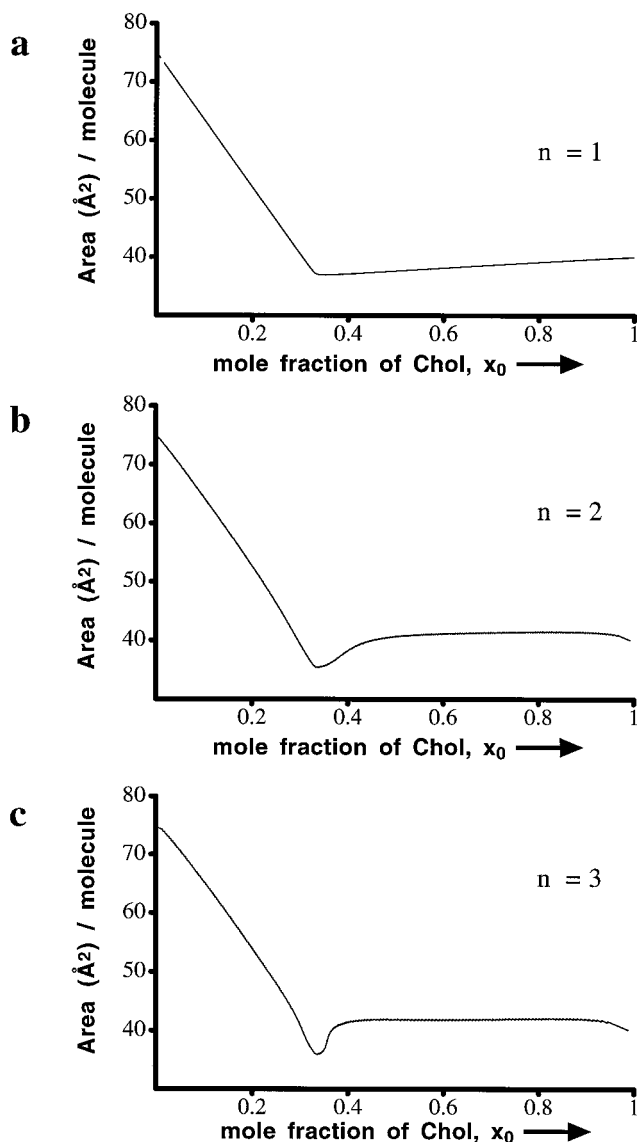 a
Area (Å²) / molecule
80
70
60
50
40
n = 1
0.2 0.4 0.6 0.8 1
mole fraction of Chol, x₀
b
Area (Å²) / molecule
80
70
60
50
40
n = 2
0.2 0.4 0.6 0.8 1
mole fraction of Chol, x₀
c
Area (Å²) / molecule
80
70
60
50
40
n = 3
0.2 0.4 0.6 0.8 1
mole fraction of Chol, x₀